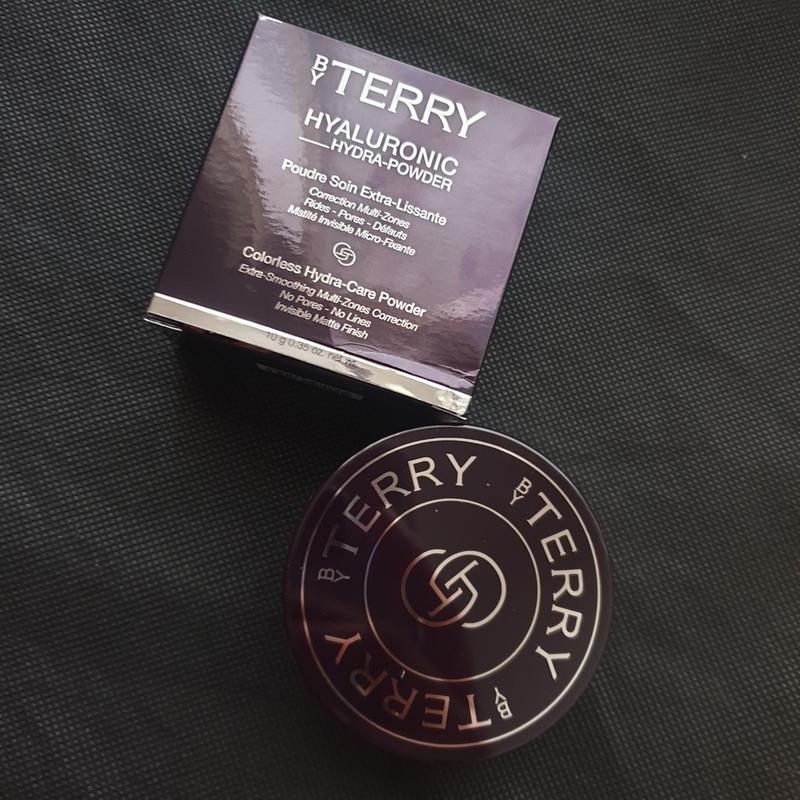 BY TERRY
HYALURONIC
HYDRA-POWDER
Poudre Soin Extra-Lissante
Correction Multi-Zones
Rides - Pores - Défauts
Matité Invisible Micro-Fixante
Colorless Hydra-Care Powder
Extra-Smoothing Multi-Zones Correction
No Pores - No Lines
Invisible Matte Finish
10 g 0.35 oz. net wt.
BY TERRY
BY TERRY
BY TERRY